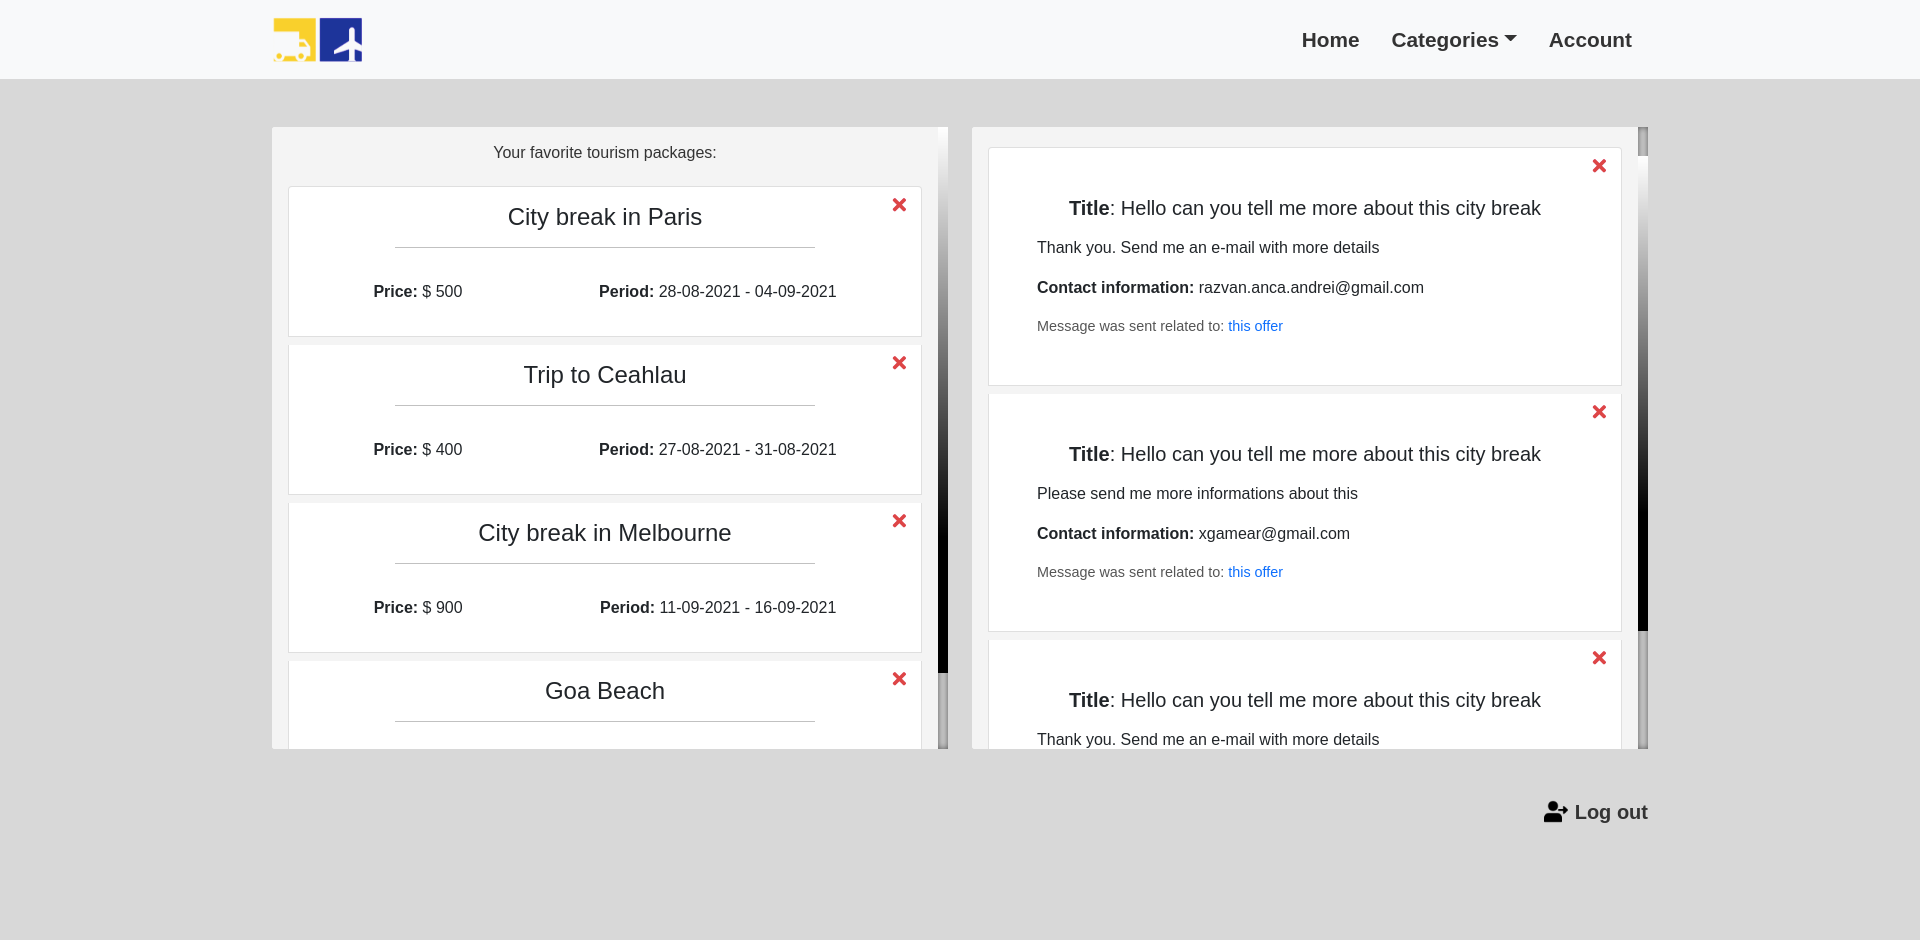 Home
Categories
Account
Your favorite tourism packages:
City break in Paris
Price: $ 500
Period: 28-08-2021 - 04-09-2021
Trip to Ceahlau
Price: $ 400
Period: 27-08-2021 - 31-08-2021
City break in Melbourne
Price: $ 900
Period: 11-09-2021 - 16-09-2021
Goa Beach
Title: Hello can you tell me more about this city break
Thank you. Send me an e-mail with more details
Contact information: razvan.anca.andrei@gmail.com
Message was sent related to: this offer
Title: Hello can you tell me more about this city break
Please send me more informations about this
Contact information: xgamear@gmail.com
Message was sent related to: this offer
Title: Hello can you tell me more about this city break
Thank you. Send me an e-mail with more details
Log out